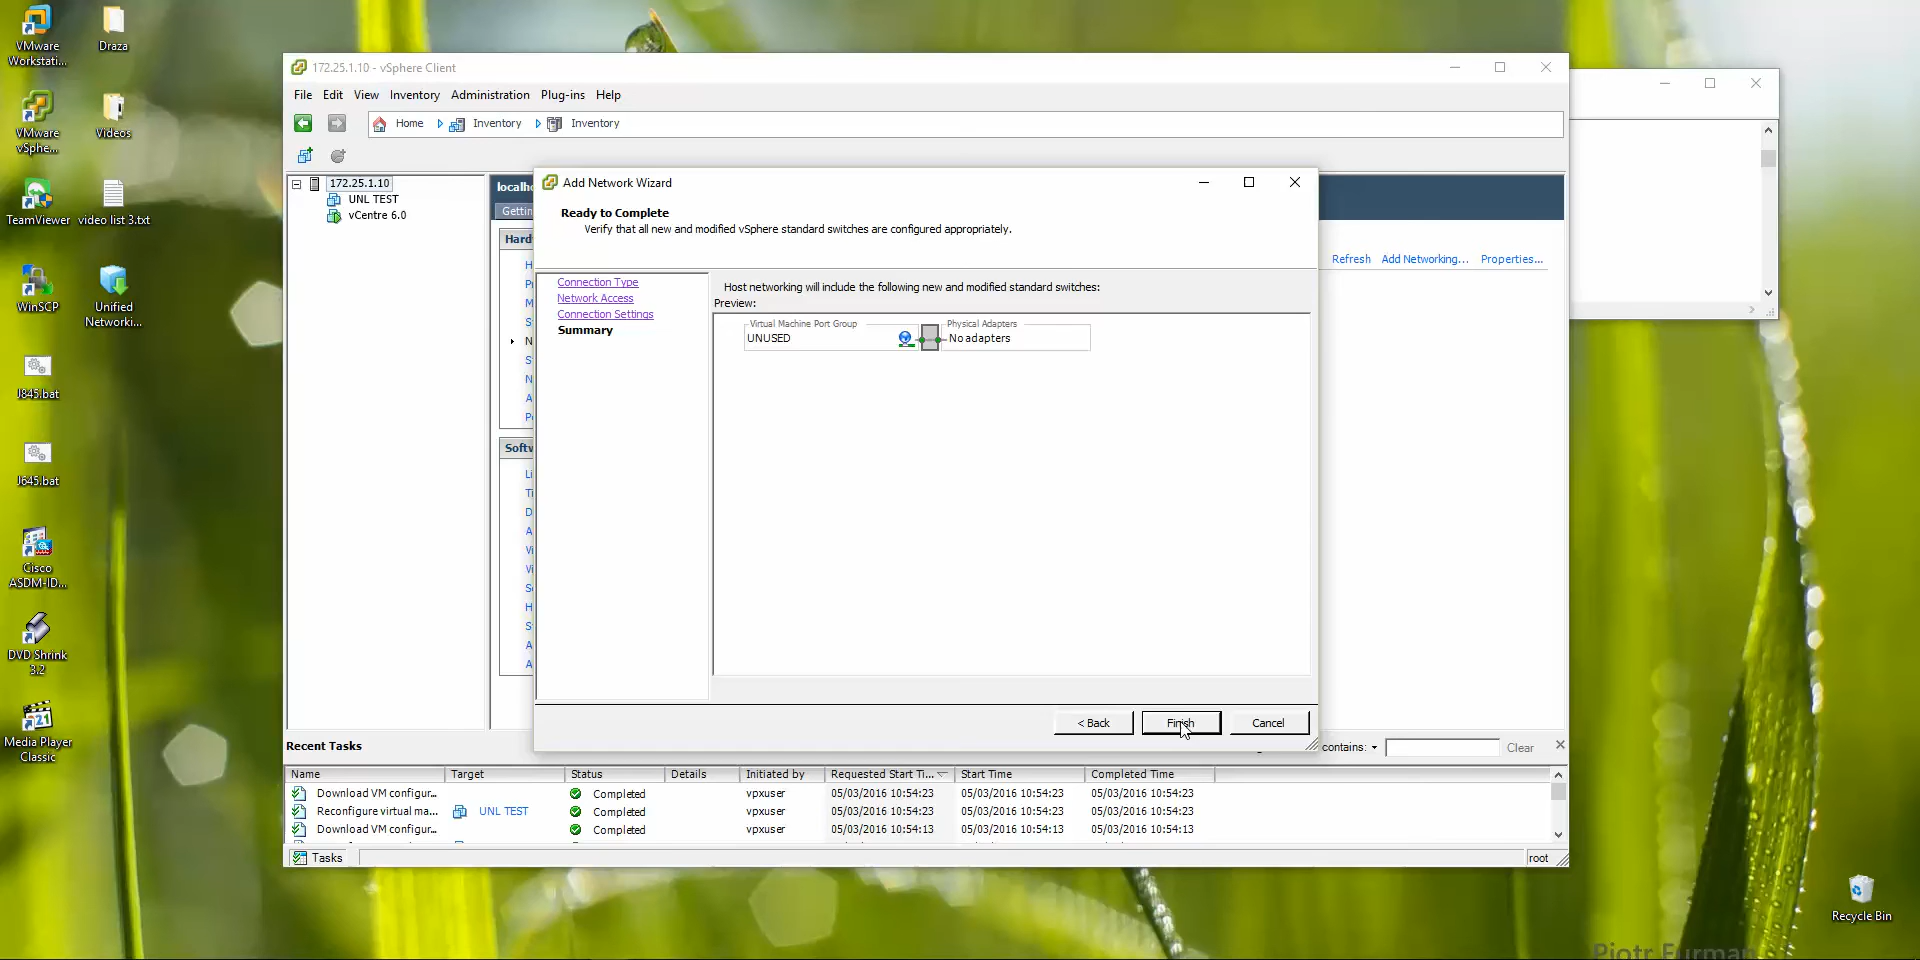 VMware
Workstati...
Draza
VMware
vSphe...
Videos
TeamViewer
video list 3.txt
WinSCP
Unified
Networki...
J845.bat
J645.bat
Cisco
ASDM-ID...
DVD Shrink
3.2
Media Player
Classic
Recycle Bin
172.25.1.10 - vSphere Client
File Edit View Inventory Administration Plug-ins Help
Home Inventory Inventory
172.25.1.10
UNL TEST
vCentre 6.0
Refresh Add Networking... Properties...
Add Network Wizard
Ready to Complete
Verify that all new and modified vSphere standard switches are configured appropriately.
Connection Type
Network Access
Connection Settings
Summary
Host networking will include the following new and modified standard switches:
Preview:
Virtual Machine Port Group
UNUSED
Physical Adapters
No adapters
< Back Finish Cancel
Recent Tasks
contains: Clear
Name Target Status Details Initiated by Requested Start Ti... Start Time Completed Time
Download VM configur... Completed vpxuser 05/03/2016 10:54:23 05/03/2016 10:54:23 05/03/2016 10:54:23
Reconfigure virtual ma... UNL TEST Completed vpxuser 05/03/2016 10:54:23 05/03/2016 10:54:23 05/03/2016 10:54:23
Download VM configur... Completed vpxuser 05/03/2016 10:54:13 05/03/2016 10:54:13 05/03/2016 10:54:13
Tasks
root
Piotr Furman